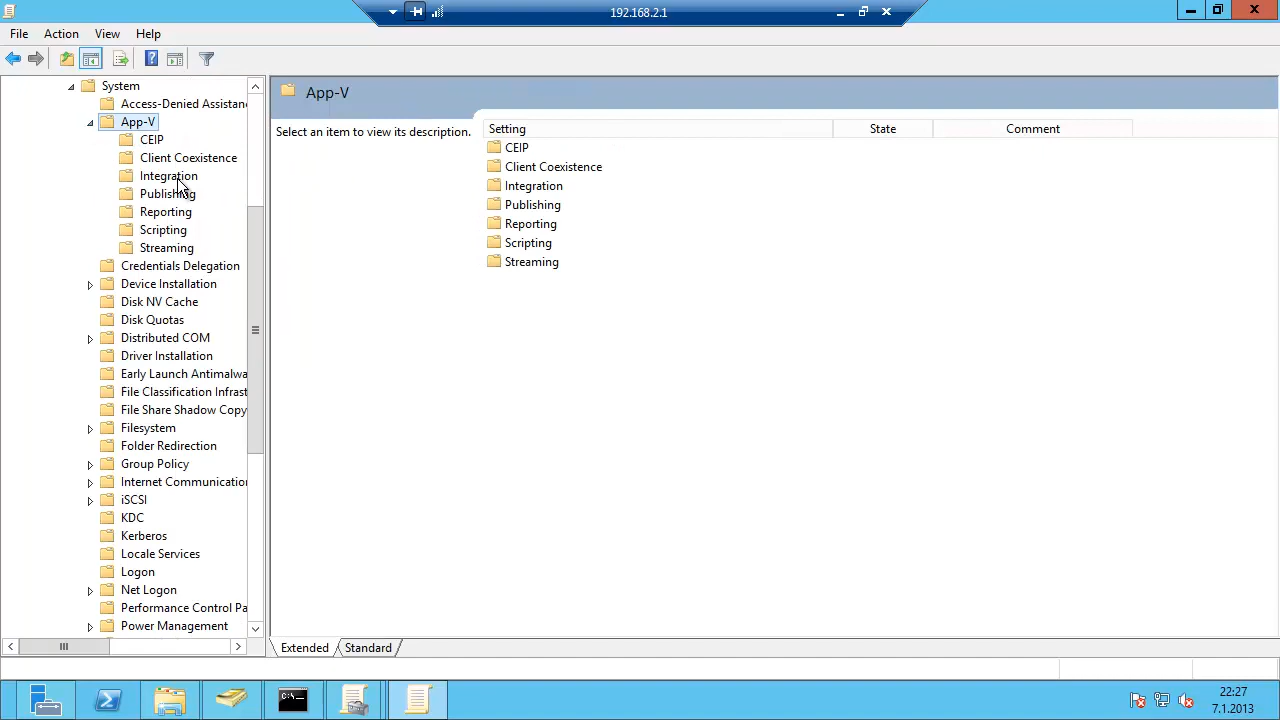 192.168.2.1
File Action View Help
System
Access-Denied Assistan
App-V
CEIP
Client Coexistence
Integration
Publishing
Reporting
Scripting
Streaming
Credentials Delegation
Device Installation
Disk NV Cache
Disk Quotas
Distributed COM
Driver Installation
Early Launch Antimalwa
File Classification Infrast
File Share Shadow Copy
Filesystem
Folder Redirection
Group Policy
Internet Communication
iSCSI
KDC
Kerberos
Locale Services
Logon
Net Logon
Performance Control Pa
Power Management
App-V
Select an item to view its description.
Setting State Comment
CEIP
Client Coexistence
Integration
Publishing
Reporting
Scripting
Streaming
Extended Standard
22:27
7.1.2013